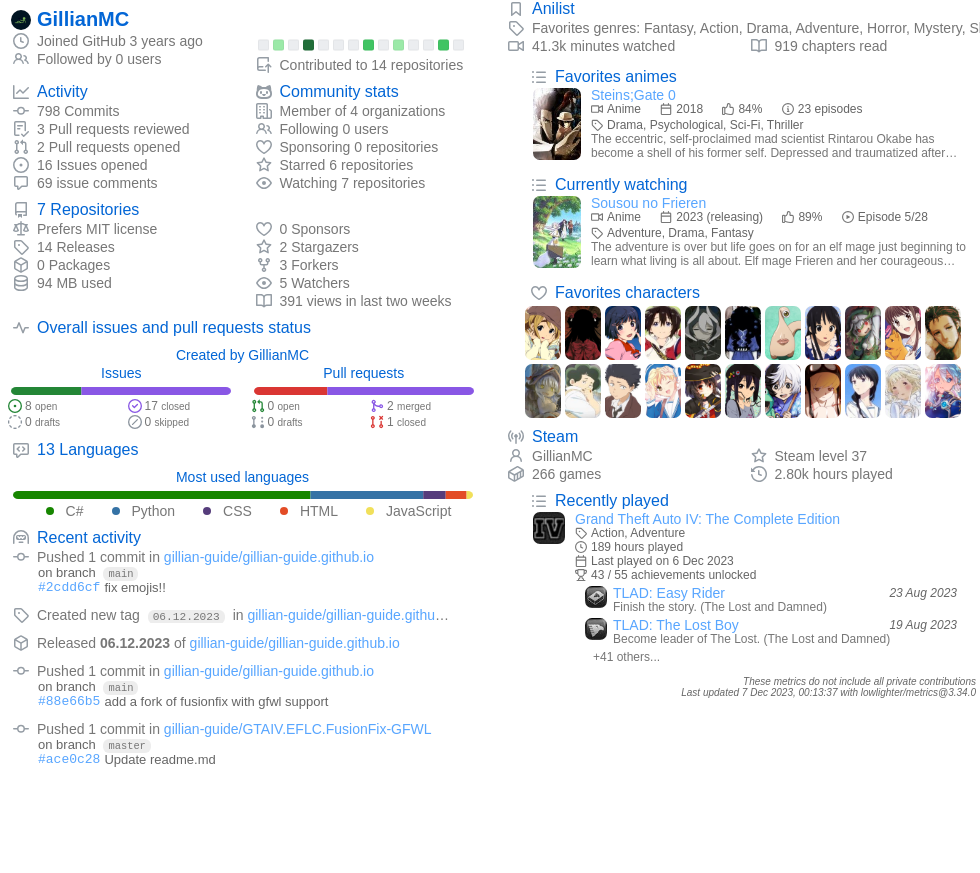 GillianMC
Joined GitHub 3 years ago
Followed by 0 users
Contributed to 14 repositories
Activity
798 Commits
3 Pull requests reviewed
2 Pull requests opened
16 Issues opened
69 issue comments
Community stats
Member of 4 organizations
Following 0 users
Sponsoring 0 repositories
Starred 6 repositories
Watching 7 repositories
7 Repositories
Prefers MIT license
14 Releases
0 Packages
94 MB used
0 Sponsors
2 Stargazers
3 Forkers
5 Watchers
391 views in last two weeks
Overall issues and pull requests status
Created by GillianMC
Issues
8 open
17 closed
0 drafts
0 skipped
Pull requests
0 open
2 merged
0 drafts
1 closed
13 Languages
Most used languages
C# Python CSS HTML JavaScript
Recent activity
Pushed 1 commit in gillian-guide/gillian-guide.github.io
on branch main
#2cdd6cf fix emojis!!
Created new tag 06.12.2023 in gillian-guide/gillian-guide.githu…
Released 06.12.2023 of gillian-guide/gillian-guide.github.io
Pushed 1 commit in gillian-guide/gillian-guide.github.io
on branch main
#88e66b5 add a fork of fusionfix with gfwl support
Pushed 1 commit in gillian-guide/GTAIV.EFLC.FusionFix-GFWL
on branch master
#ace0c28 Update readme.md
Anilist
Favorites genres: Fantasy, Action, Drama, Adventure, Horror, Mystery, Sl
41.3k minutes watched
919 chapters read
Favorites animes
Steins;Gate 0
Anime 2018 84% 23 episodes
Drama, Psychological, Sci-Fi, Thriller
The eccentric, self-proclaimed mad scientist Rintarou Okabe has
become a shell of his former self. Depressed and traumatized after…
Currently watching
Sousou no Frieren
Anime 2023 (releasing) 89% Episode 5/28
Adventure, Drama, Fantasy
The adventure is over but life goes on for an elf mage just beginning to
learn what living is all about. Elf mage Frieren and her courageous…
Favorites characters
Steam
GillianMC
Steam level 37
266 games
2.80k hours played
Recently played
Grand Theft Auto IV: The Complete Edition
Action, Adventure
189 hours played
Last played on 6 Dec 2023
43 / 55 achievements unlocked
TLAD: Easy Rider 23 Aug 2023
Finish the story. (The Lost and Damned)
TLAD: The Lost Boy 19 Aug 2023
Become leader of The Lost. (The Lost and Damned)
+41 others...
These metrics do not include all private contributions
Last updated 7 Dec 2023, 00:13:37 with lowlighter/metrics@3.34.0